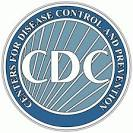 CENTERS FOR DISEASE CONTROL AND PREVENTION
CDC